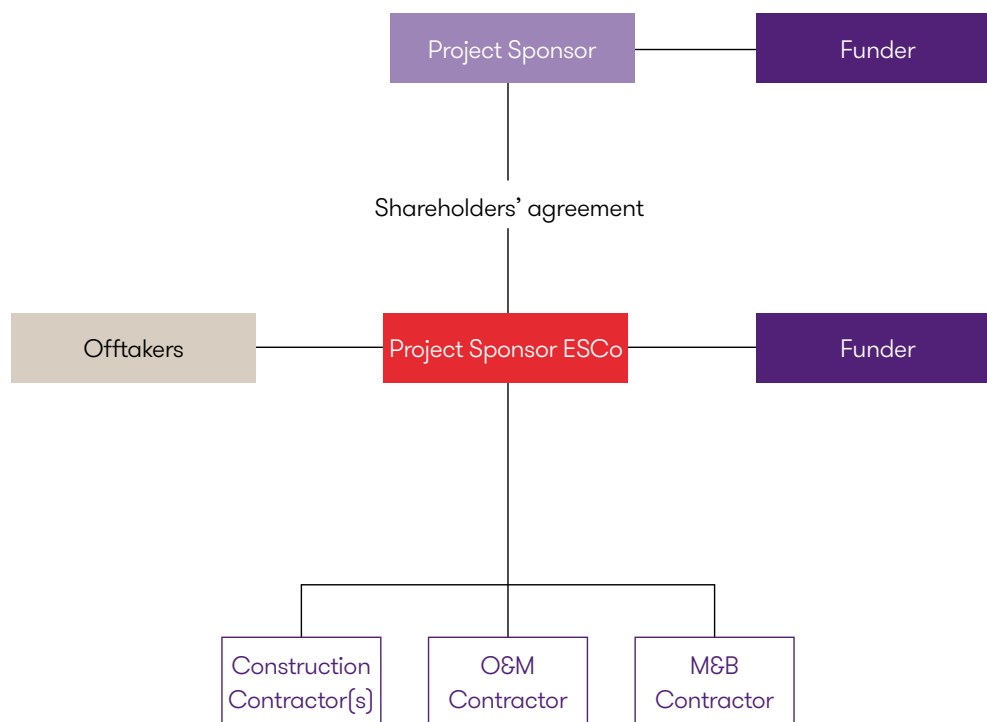 Project Sponsor
Funder
Shareholders’ agreement
Offtakers
Project Sponsor ESCo
Funder
Construction
Contractor(s)
O&M
Contractor
M&B
Contractor